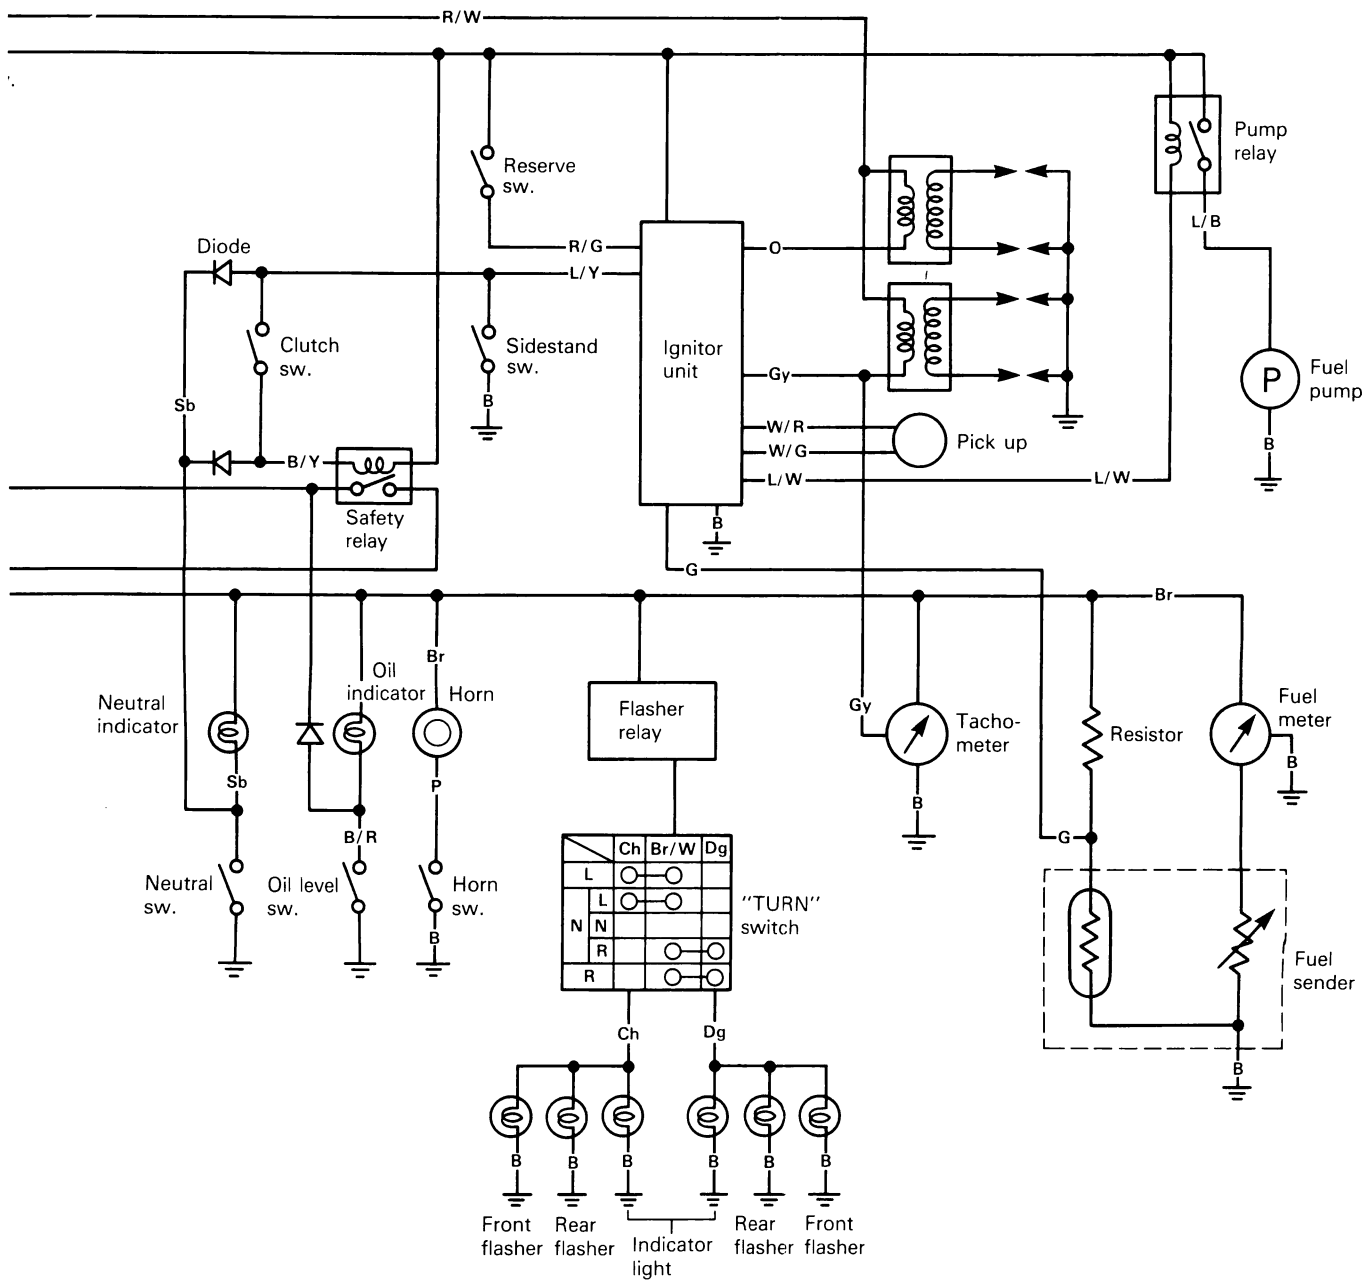 R/W
Pump
relay
Reserve
sw.
L/B
Diode
R/G
O
L/Y
Clutch
sw.
Sidestand
sw.
Ignitor
unit
Gy
P
Fuel
pump
Sb
B
W/R
Pick up
W/G
B
B/Y
L/W
L/W
Safety
relay
B
G
Br
Br
Oil
indicator
Horn
Neutral
indicator
Flasher
relay
Gy
Tacho-
meter
Resistor
Fuel
meter
B
Sb
P
B
B/R
G
Ch Br/W Dg
L
L
N N
R
R
"TURN"
switch
Neutral
sw.
Oil level
sw.
Horn
sw.
B
Fuel
sender
Ch
Dg
B
B
B
B
B
B
B
Front
flasher
Rear
flasher
Indicator
light
Rear
flasher
Front
flasher